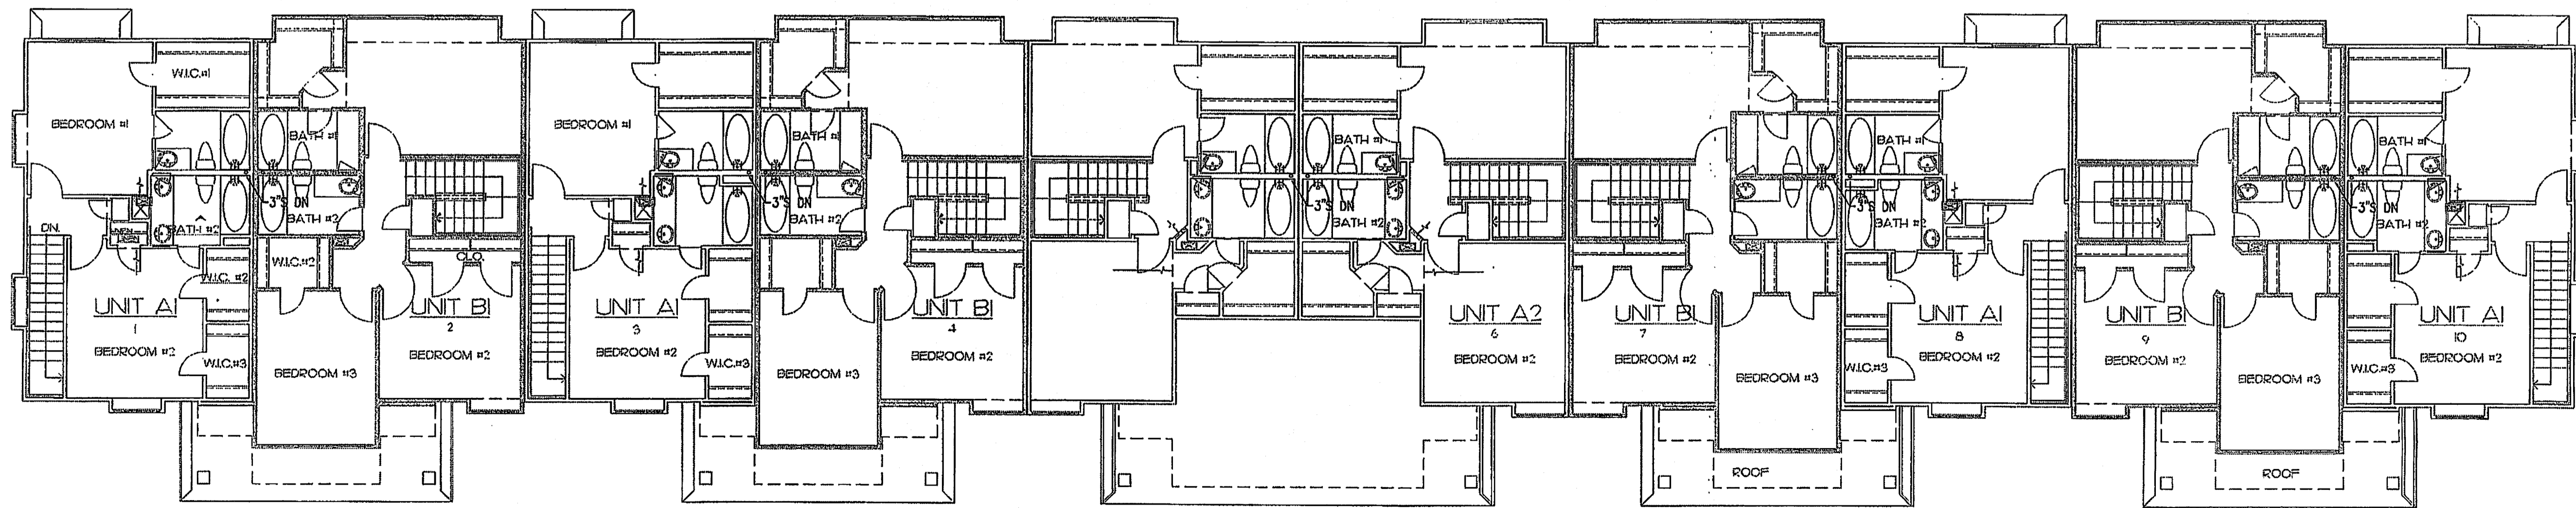 W.I.C.#1
BEDROOM #1
BATH #1
BEDROOM #1
BATH #1
BATH #1
BATH #1
BATH #1
-3"S DN
BATH #2
DN.
BATH #2
-3"S DN
BATH #2
-3"S DN
BATH #2
-3"S DN
BATH #2
-3"S DN
BATH #2
LIN.
W.I.C. #2
W.I.C.#2
CLO.
UNIT A1
1
UNIT B1
2
UNIT A1
3
UNIT B1
4
UNIT A2
6
UNIT B1
7
UNIT A1
8
UNIT B1
9
UNIT A1
10
BEDROOM #2
W.I.C.#3
BEDROOM #3
BEDROOM #2
BEDROOM #2
W.I.C.#3
BEDROOM #3
BEDROOM #2
BEDROOM #2
BEDROOM #2
BEDROOM #3
W.I.C.#3
BEDROOM #2
BEDROOM #2
BEDROOM #3
W.I.C.#3
BEDROOM #2
ROOF
ROOF